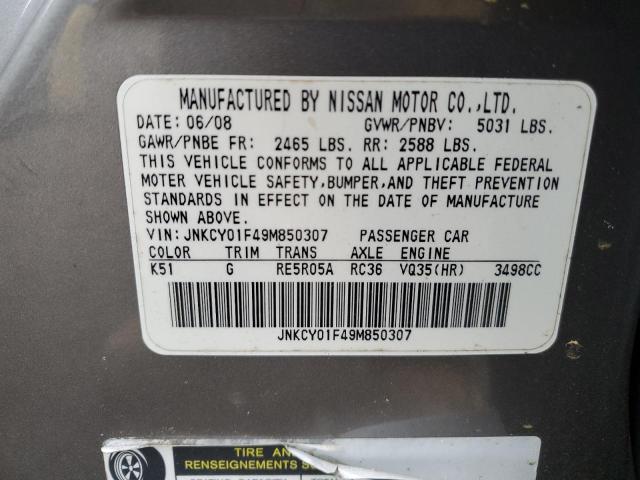 MANUFACTURED BY NISSAN MOTOR CO.,LTD.
DATE: 06/08 GVWR/PNBV: 5031 LBS.
GAWR/PNBE FR: 2465 LBS. RR: 2588 LBS.
THIS VEHICLE CONFORMS TO ALL APPLICABLE FEDERAL
MOTOR VEHICLE SAFETY,BUMPER,AND THEFT PREVENTION
STANDARDS IN EFFECT ON THE DATE OF MANUFACTURE
SHOWN ABOVE.
VIN:JNKCY01F49M850307 PASSENGER CAR
COLOR TRIM TRANS AXLE ENGINE
K51 G RE5R05A RC36 VQ35(HR) 3498CC
JNKCY01F49M850307
TIRE AN
RENSEIGNEMENTS S